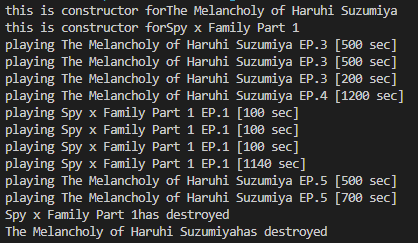 this is constructor forThe Melancholy of Haruhi Suzumiya
this is constructor forSpy x Family Part 1
playing The Melancholy of Haruhi Suzumiya EP.3 [500 sec]
playing The Melancholy of Haruhi Suzumiya EP.3 [500 sec]
playing The Melancholy of Haruhi Suzumiya EP.3 [200 sec]
playing The Melancholy of Haruhi Suzumiya EP.4 [1200 sec]
playing Spy x Family Part 1 EP.1 [100 sec]
playing Spy x Family Part 1 EP.1 [100 sec]
playing Spy x Family Part 1 EP.1 [100 sec]
playing Spy x Family Part 1 EP.1 [1140 sec]
playing The Melancholy of Haruhi Suzumiya EP.5 [500 sec]
playing The Melancholy of Haruhi Suzumiya EP.5 [700 sec]
Spy x Family Part 1has destroyed
The Melancholy of Haruhi Suzumiyahas destroyed